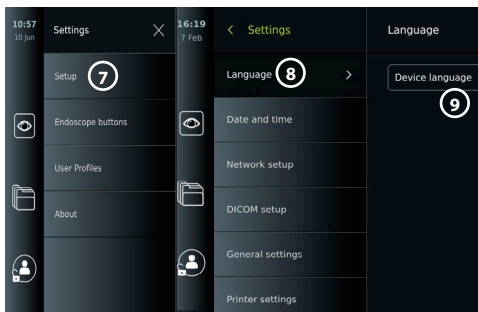 10:57
10 Jun
Settings
Setup
7
Endoscope buttons
User Profiles
About
16:19
7 Feb
Settings
Language
8
Date and time
Network setup
DICOM setup
General settings
Printer settings
Language
Device language
9